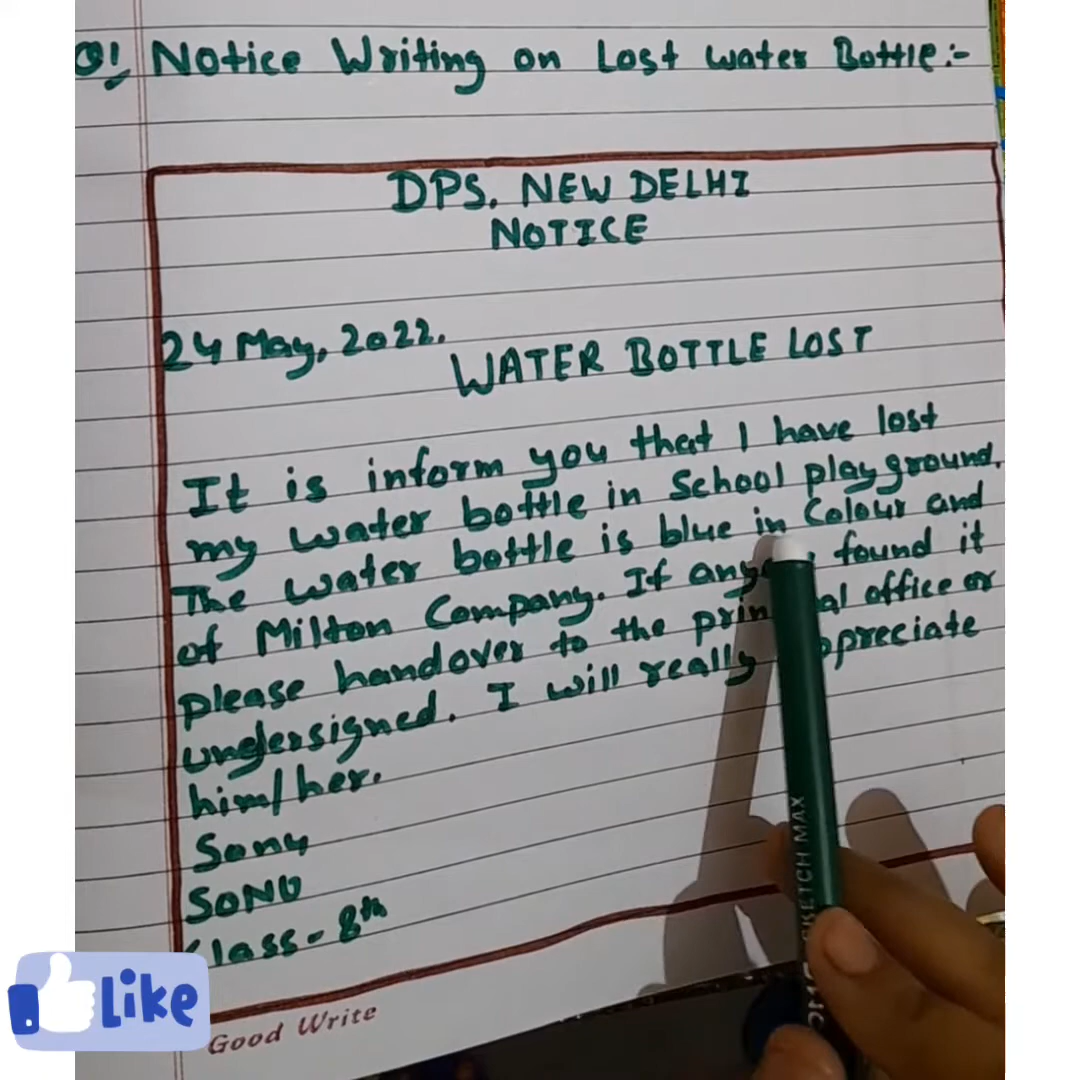 Q1 Notice Writing on Lost water Bottle:-
DPS. NEW DELHI
NOTICE
24 May, 2022.
WATER BOTTLE LOST
It is inform you that I have lost
my water bottle in School playground.
The water bottle is blue in Colour and
of Milton Company. If found it
please handover to the office or
undersigned. I will really
him/her.
Sonu
SONU
Class - 8th
Like
Good Write
SKETCH MAX